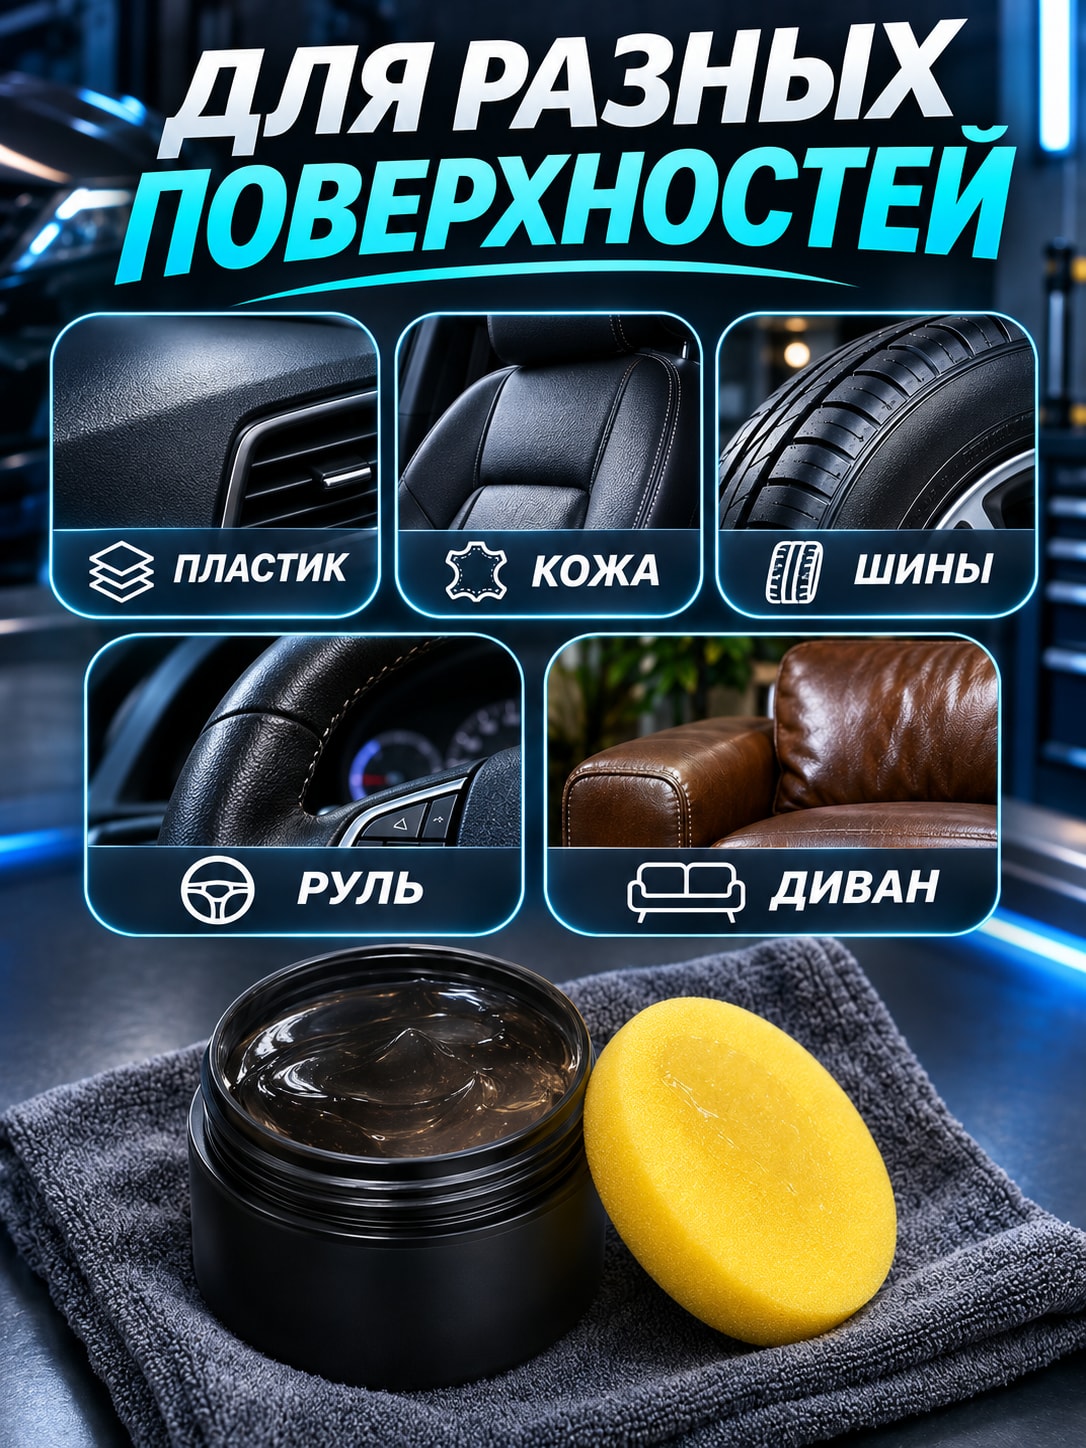 ДЛЯ РАЗНЫХ
ПОВЕРХНОСТЕЙ
ПЛАСТИК
КОЖА
ШИНЫ
РУЛЬ
ДИВАН